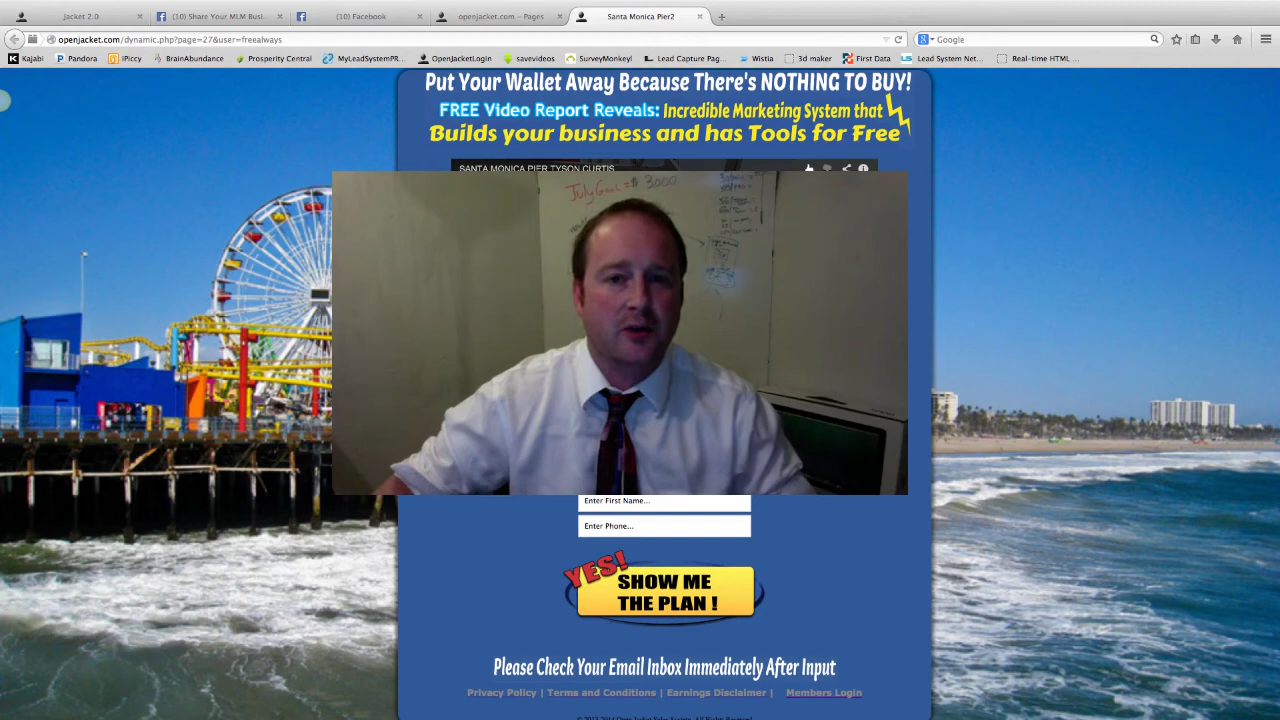 Jacket 2.0
(10) Share Your MLM Busi...
(10) Facebook
openjacket.com — Pages
Santa Monica Pier2
openjacket.com/dynamic.php?page=27&user=freealways
Google
Kajabi
Pandora
iPiccy
BrainAbundance
Prosperity Central
MyLeadSystemPR...
OpenJacketLogin
savevideos
SurveyMonkeyl
Lead Capture Pag...
Wistia
3d maker
First Data
Lead System Net...
Real-time HTML ...
Put Your Wallet Away Because There's NOTHING TO BUY!
FREE Video Report Reveals: Incredible Marketing System that
Builds your business and has Tools for Free
SANTA MONICA PIER TYSON CURTIS
July Goal = $ 3000
Enter First Name...
Enter Phone...
YES!
SHOW ME
THE PLAN !
Please Check Your Email Inbox Immediately After Input
Privacy Policy | Terms and Conditions | Earnings Disclaimer | Members Login